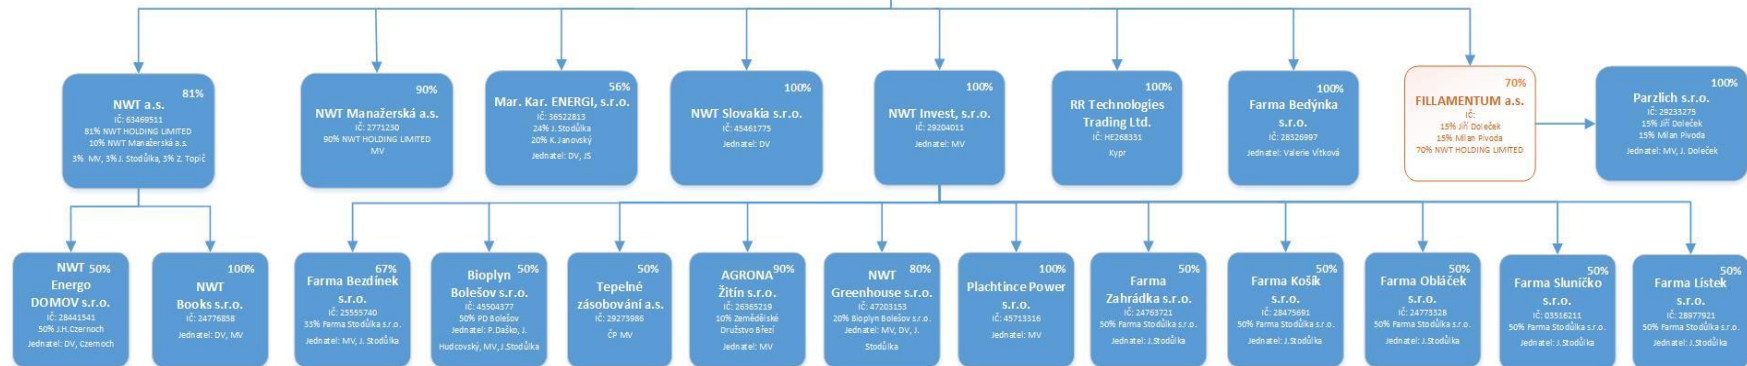 81%
NWT a.s.
IČ: 63469511
81% NWT HOLDING LIMITED
10% NWT Manažerská a.s.
3% MV, 3% J. Stodůlka, 3% Z. Topič
90%
NWT Manažerská a.s.
IČ: 2771230
90% NWT HOLDING LIMITED
MV
56%
Mar. Kar. ENERGI, s.r.o.
IČ: 36522813
24% J. Stodůlka
20% K. Janovský
Jednatel: DV, JS
100%
NWT Slovakia s.r.o.
IČ: 45461775
Jednatel: DV
100%
NWT Invest, s.r.o.
IČ: 29204011
Jednatel: MV
100%
RR Technologies
Trading Ltd.
IČ: HE268331
Kypr
100%
Farma Bedýnka
s.r.o.
IČ: 28326997
Jednatel: Valerie Vítková
70%
FILLAMENTUM a.s.
IČ:
15% Jiří Doleček
15% Milan Pivoda
70% NWT HOLDING LIMITED
100%
Parzlich s.r.o.
IČ: 29233275
15% Jiří Doleček
15% Milan Pivoda
Jednatel: MV, J. Doleček
NWT 50%
Energo
DOMOV s.r.o.
IČ: 28441541
50% J.H.Czernoch
Jednatel: DV, Czernoch
100%
NWT
Books s.r.o.
IČ: 24776858
Jednatel: DV, MV
67%
Farma Bezdínek
s.r.o.
IČ: 25555740
33% Farma Stodůlka s.r.o.
Jednatel: MV, J. Stodůlka
50%
Bioplyn
Bolešov s.r.o.
IČ: 45504377
50% PD Bolešov
Jednatel: P.Daško, J.
Hudcovský, MV, J.Stodůlka
50%
Tepelné
zásobování a.s.
IČ: 29273986
ČP MV
AGRONA 90%
Žitín s.r.o.
IČ: 26365219
10% Zemědělské
Družstvo Březí
Jednatel: MV
80%
NWT
Greenhouse s.r.o.
IČ: 47203153
20% Bioplyn Bolešov s.r.o.
Jednatel: MV, DV, J.
Stodůlka
100%
Plachtince Power
s.r.o.
IČ: 45713316
Jednatel: MV
50%
Farma
Zahrádka s.r.o.
IČ: 24763721
50% Farma Stodůlka s.r.o.
Jednatel: J.Stodůlka
50%
Farma Košík
s.r.o.
IČ: 28475691
50% Farma Stodůlka s.r.o.
Jednatel: J.Stodůlka
50%
Farma Obláček
s.r.o.
IČ: 24773328
50% Farma Stodůlka s.r.o.
Jednatel: J.Stodůlka
50%
Farma Sluníčko
s.r.o.
IČ: 03516211
50% Farma Stodůlka s.r.o.
Jednatel: J.Stodůlka
50%
Farma Lístek
s.r.o.
IČ: 28977921
50% Farma Stodůlka s.r.o.
Jednatel: J.Stodůlka